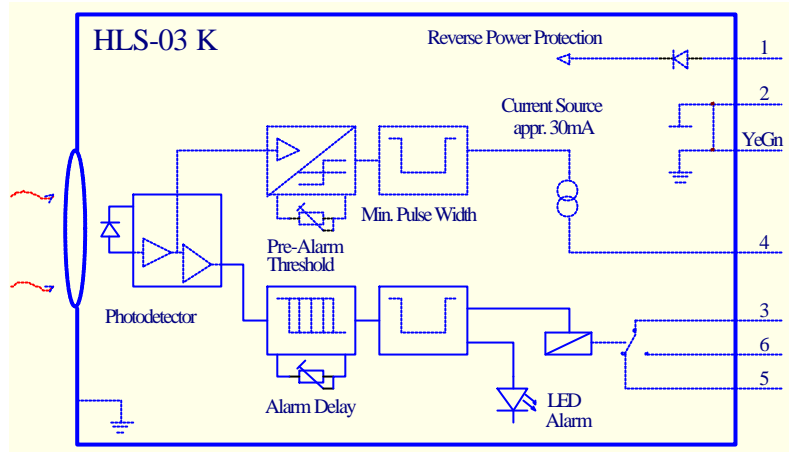 HLS-03 K
Reverse Power Protection
1
2
Current Source
appr. 30mA
YeGn
Min. Pulse Width
Pre-Alarm
Threshold
4
Photodetector
3
6
5
Alarm Delay
LED
Alarm